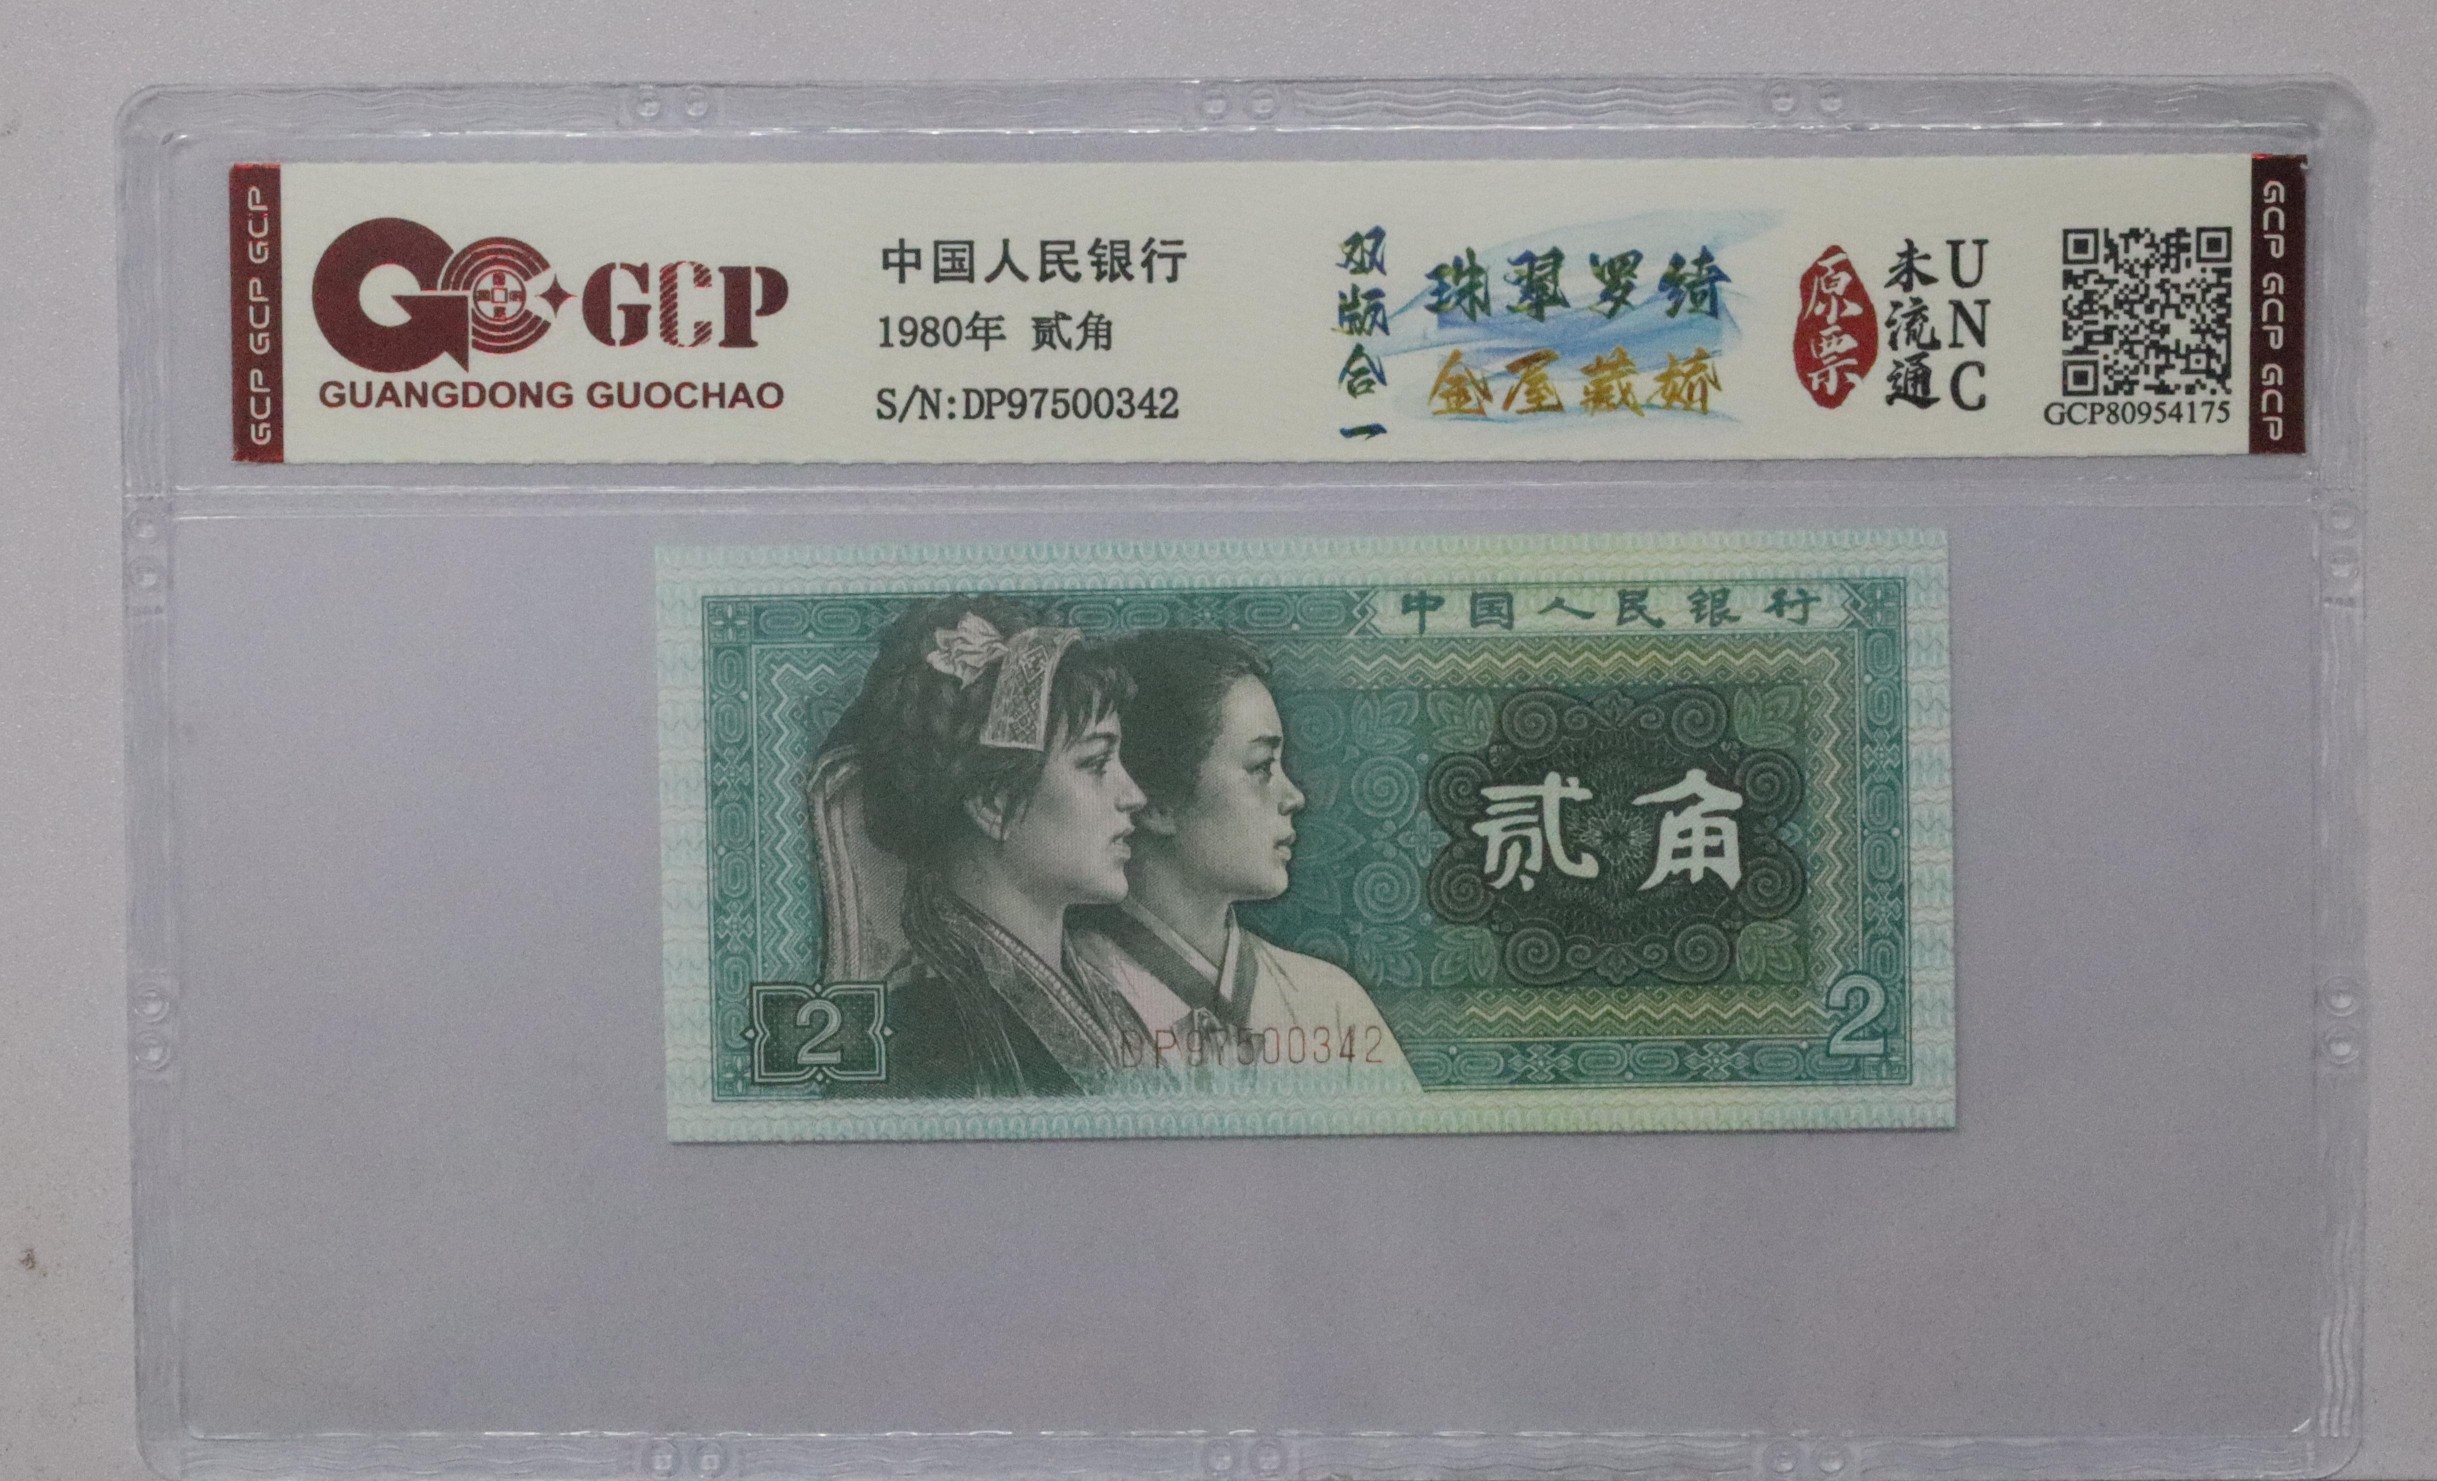 GCP GCP GCP
GCP
GUANGDONG GUOCHAO
中国人民银行
1980年 贰角
S/N:DP97500342
双版合一
珠翠罗绮
金屋藏娇
原票
未流通
UNC
GCP80954175
GCP GCP GCP
中国人民银行
贰角
2
2
DP97500342